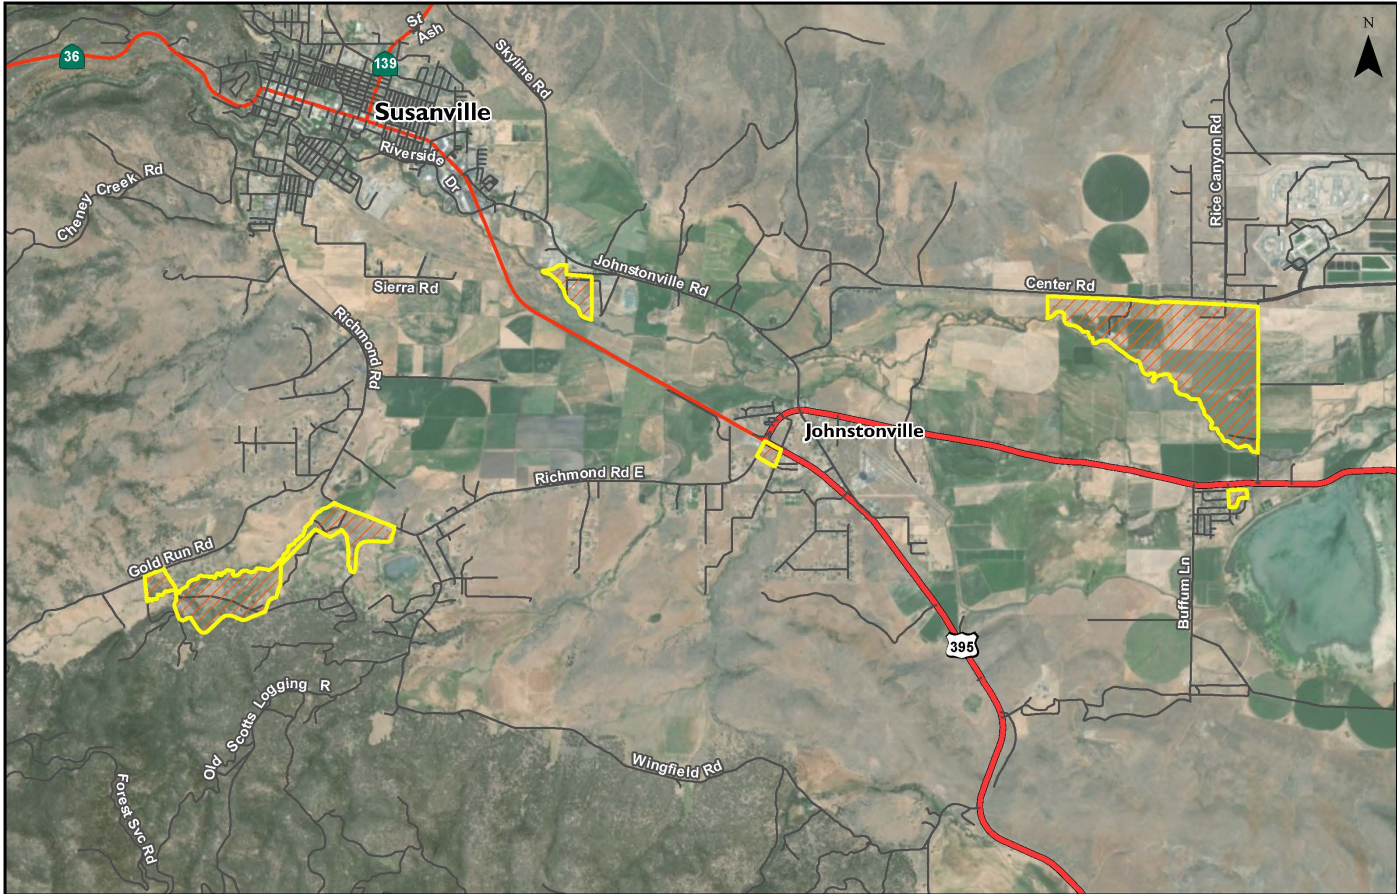 N
St
Ash
36
139
Skyline Rd
Susanville
Riverside
Dr
Cheney Creek Rd
Rice Canyon Rd
Johnstonville Rd
Sierra Rd
Center Rd
Richmond Rd
Johnstonville
Richmond Rd E
Gold Run Rd
Buffum Ln
395
Old Scotts Logging R
Wingfield Rd
Forest Svc Rd